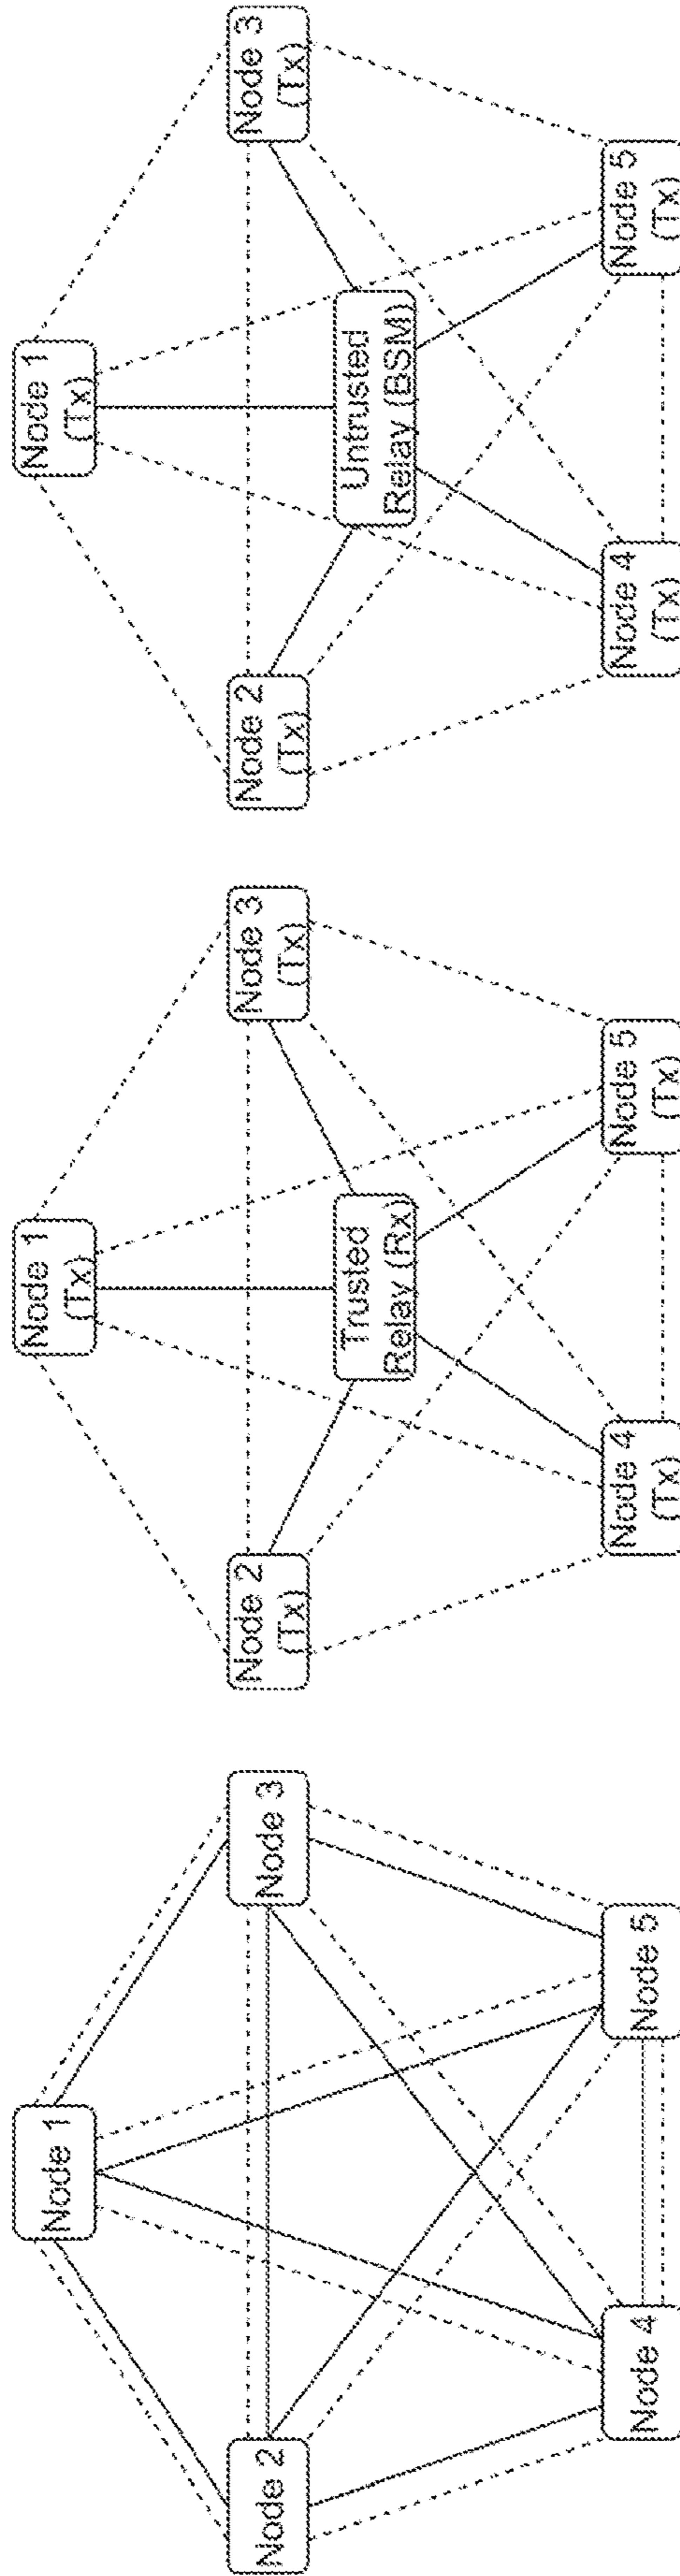 Node 1
Node 2
Node 3
Node 4
Node 5
Node 1
(Tx)
Node 2
(Tx)
Node 3
(Tx)
Trusted
Relay (Rx)
Node 4
(Tx)
Node 5
(Tx)
Node 1
(Tx)
Node 2
(Tx)
Node 3
(Tx)
Untrusted
Relay (BSM)
Node 4
(Tx)
Node 5
(Tx)